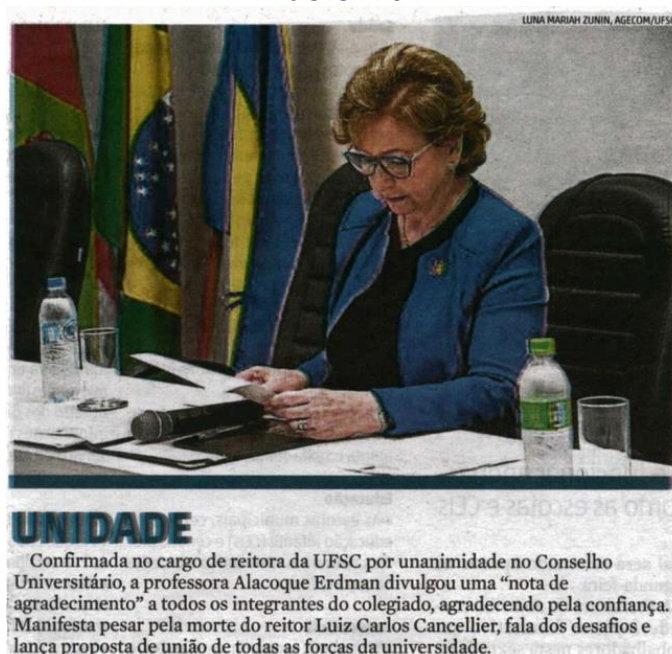 LUNA MARIAH ZUNIN, AGECOM/UFSC
UNIDADE
Confirmada no cargo de reitora da UFSC por unanimidade no Conselho
Universitário, a professora Alacoque Erdman divulgou uma “nota de
agradecimento” a todos os integrantes do colegiado, agradecendo pela confiança.
Manifesta pesar pela morte do reitor Luiz Carlos Cancellier, fala dos desafios e
lança proposta de união de todas as forças da universidade.